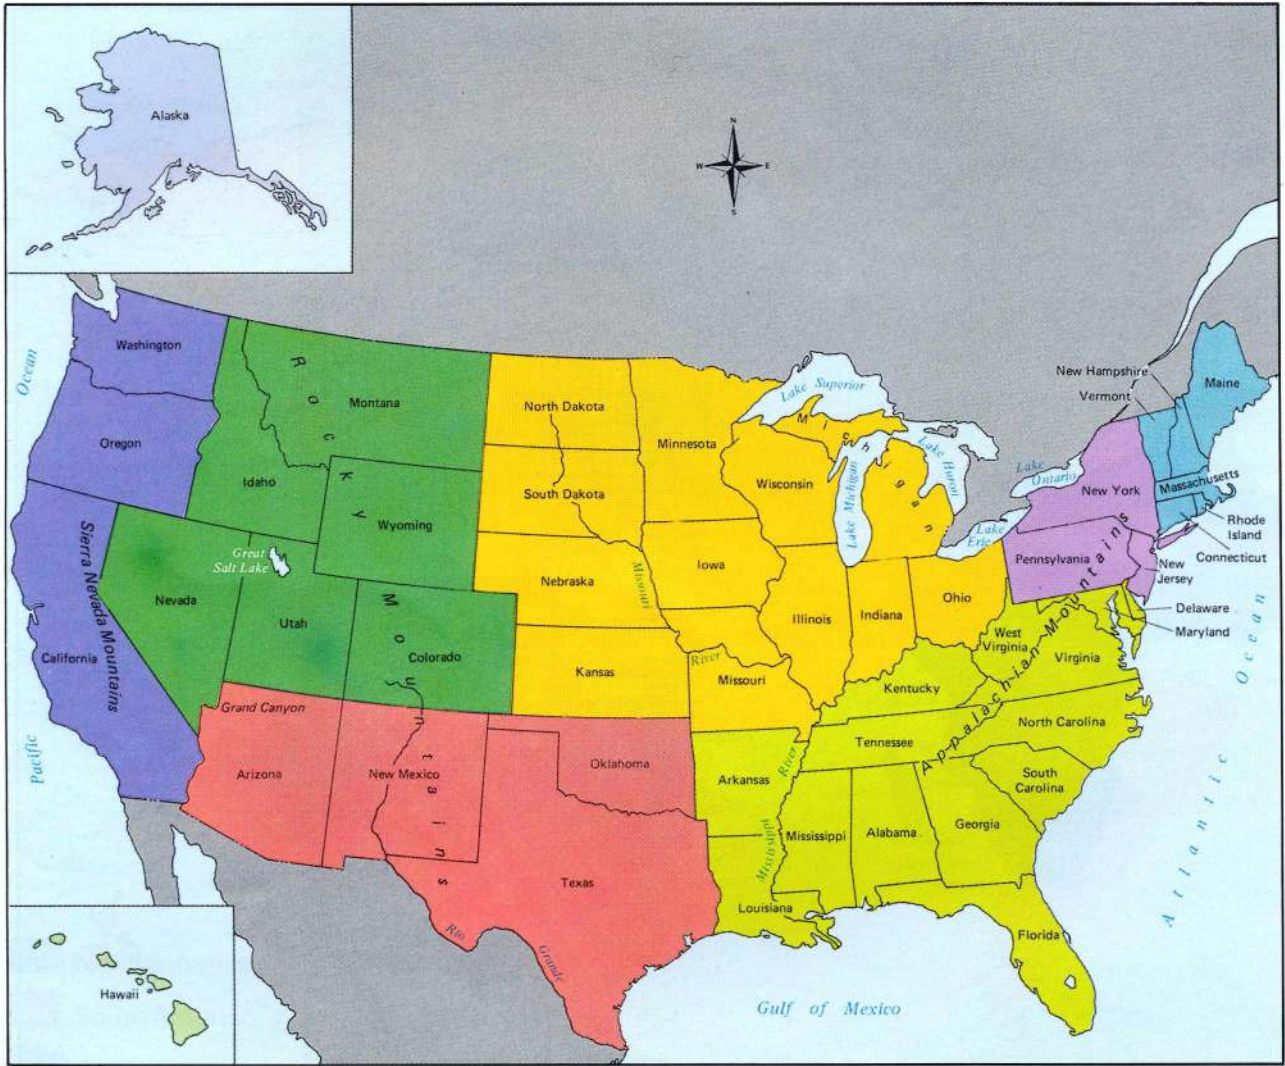 Alaska
N
W
E
S
Ocean
Washington
Oregon
Idaho
Montana
Wyoming
Rocky
Mountains
North Dakota
South Dakota
Nebraska
Kansas
Minnesota
Iowa
Missouri
River
Missouri
Wisconsin
Michigan
Lake Superior
Lake Michigan
Lake Huron
Lake
Ontario
Lake
Erie
Illinois
Indiana
Ohio
New Hampshire
Vermont
Maine
Massachusetts
Rhode
Island
Connecticut
New York
Pennsylvania
New
Jersey
Delaware
Maryland
West
Virginia
Virginia
Kentucky
Tennessee
North Carolina
South
Carolina
Appalachian Mountains
Georgia
Alabama
Mississippi
Mississippi
River
Arkansas
Louisiana
Florida
Great
Salt Lake
Nevada
Utah
Colorado
Sierra Nevada Mountains
California
Grand Canyon
Arizona
New Mexico
Oklahoma
Texas
Rio
Grande
Pacific
Atlantic
Ocean
Gulf of Mexico
Hawaii